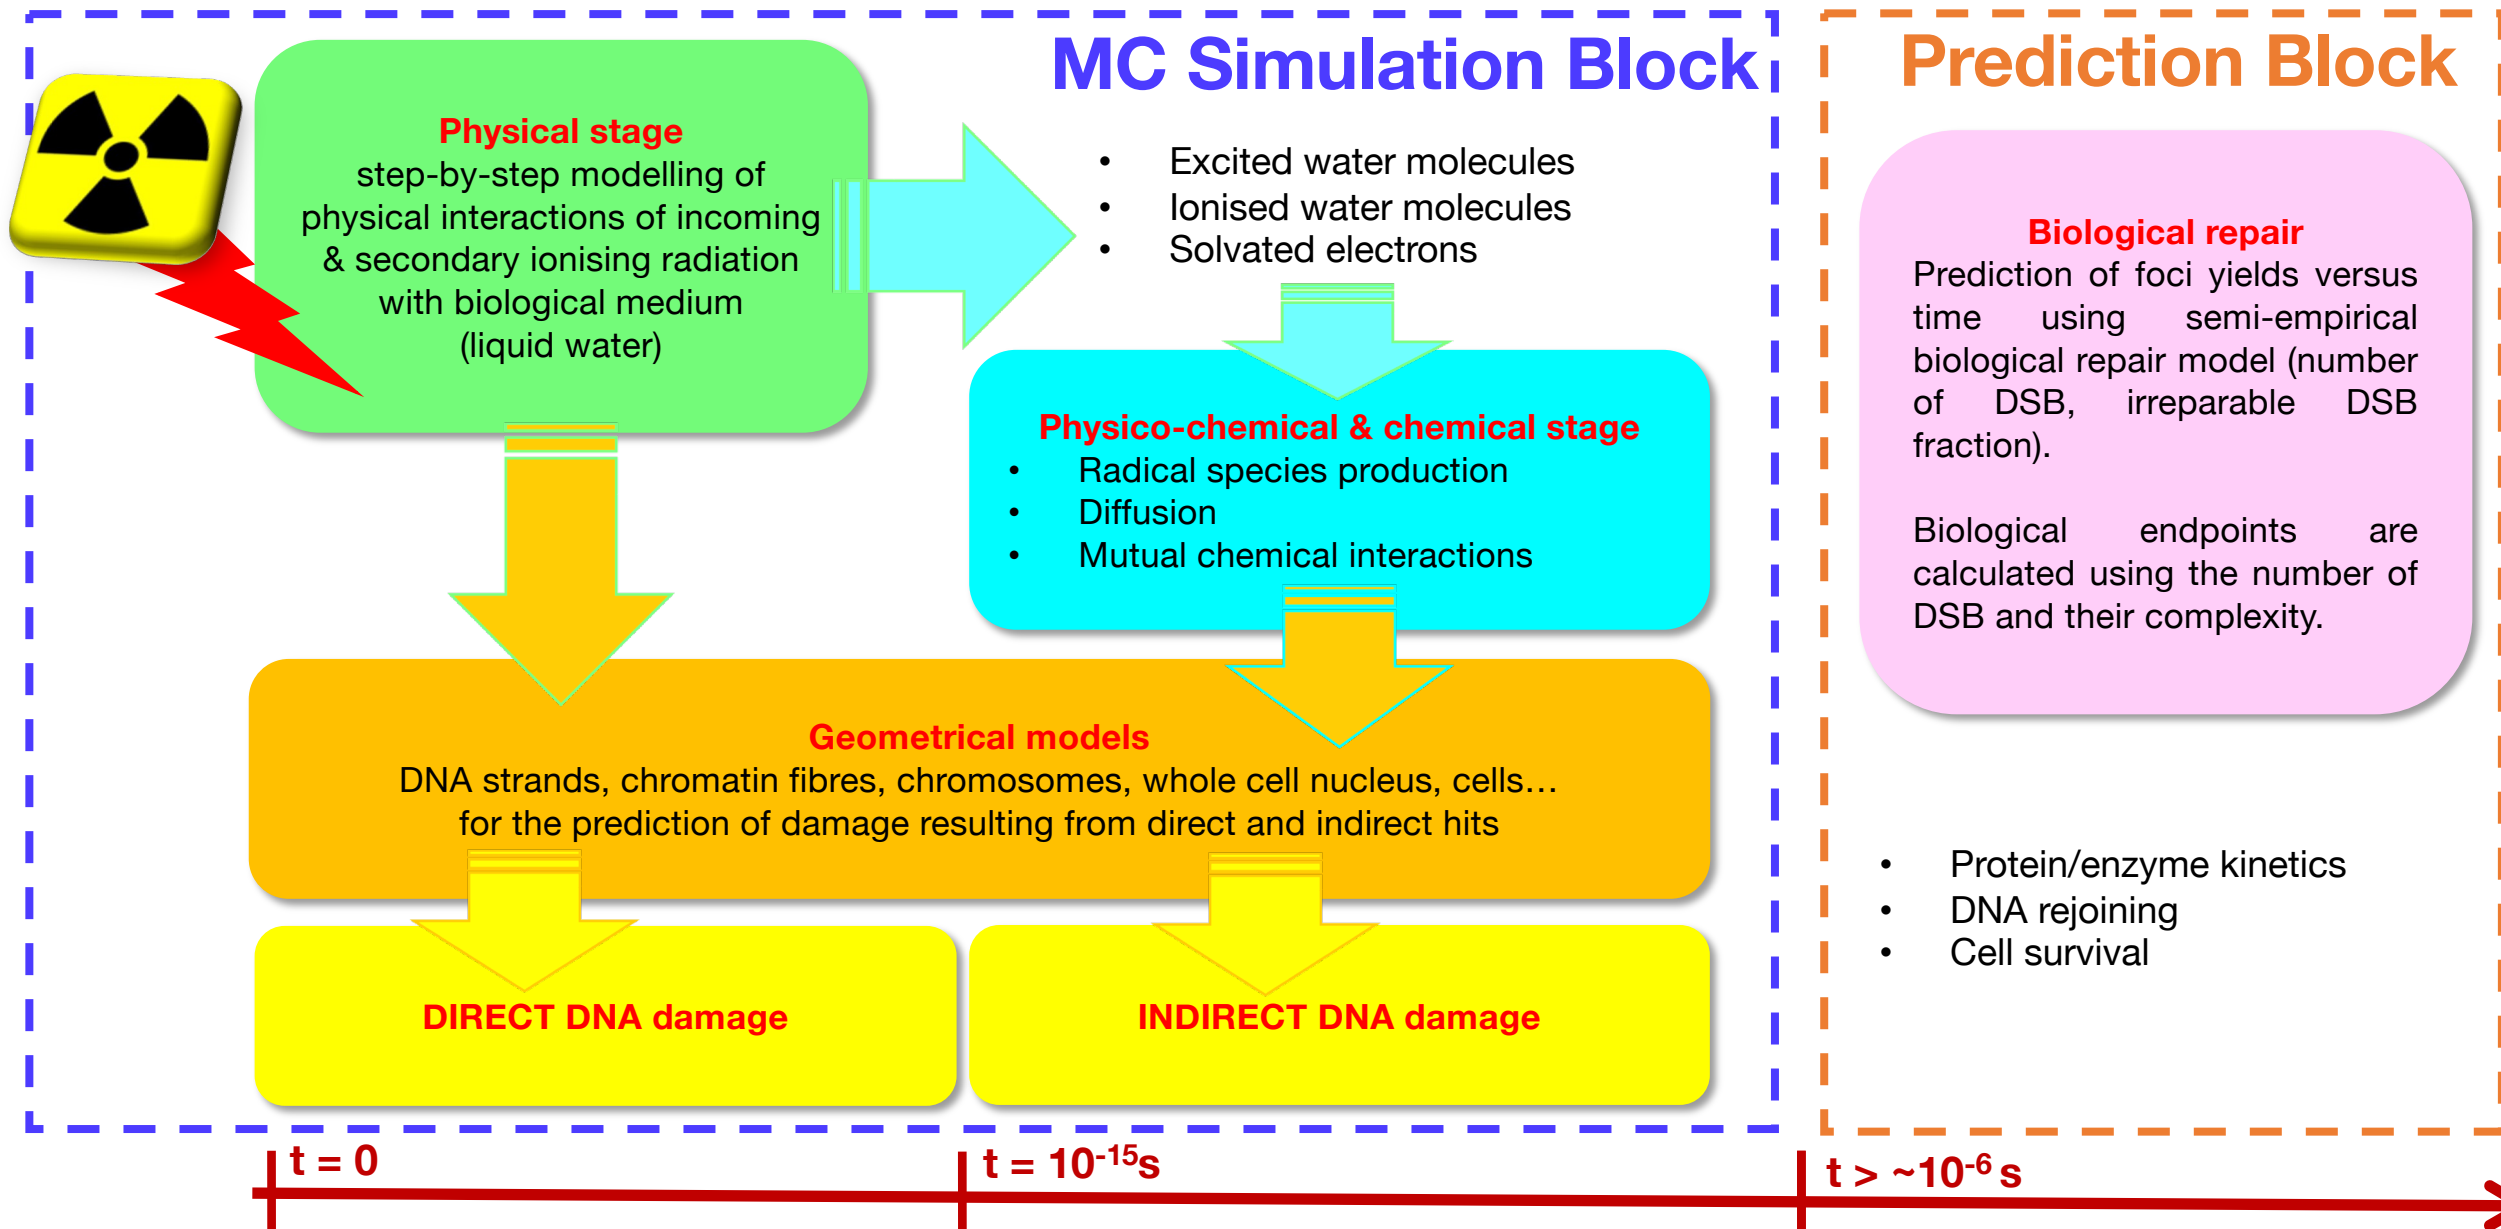 MC Simulation Block
Physical stage
step-by-step modelling of
physical interactions of incoming
& secondary ionising radiation
with biological medium
(liquid water)
• Excited water molecules
• Ionised water molecules
• Solvated electrons
Physico-chemical & chemical stage
• Radical species production
• Diffusion
• Mutual chemical interactions
Geometrical models
DNA strands, chromatin fibres, chromosomes, whole cell nucleus, cells…
for the prediction of damage resulting from direct and indirect hits
DIRECT DNA damage
INDIRECT DNA damage
Prediction Block
Biological repair
Prediction of foci yields versus
time using semi-empirical
biological repair model (number
of DSB, irreparable DSB
fraction).
Biological endpoints are
calculated using the number of
DSB and their complexity.
• Protein/enzyme kinetics
• DNA rejoining
• Cell survival
t = 0
t = 10⁻¹⁵s
t > ~10⁻⁶ s